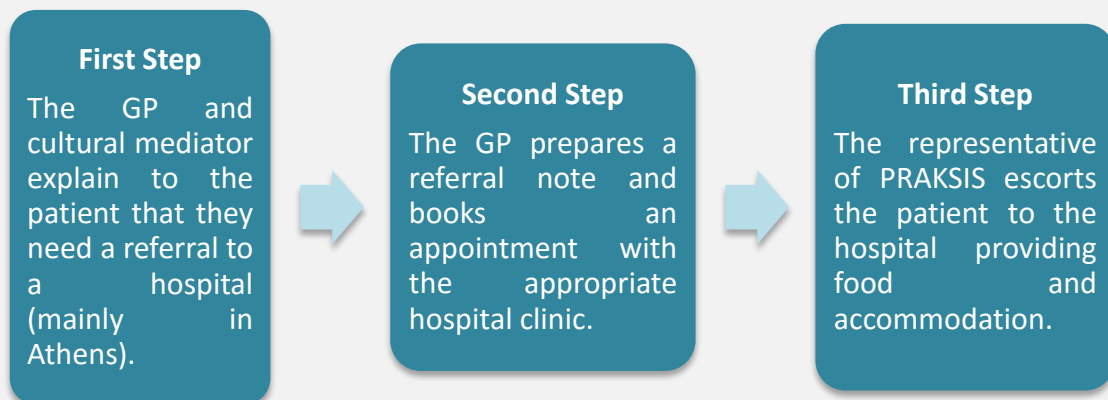 First Step
The GP and
cultural mediator
explain to the
patient that they
need a referral to
a hospital
(mainly in
Athens).
Second Step
The GP prepares a
referral note and
books an
appointment with
the appropriate
hospital clinic.
Third Step
The representative
of PRAKSIS escorts
the patient to the
hospital providing
food and
accommodation.